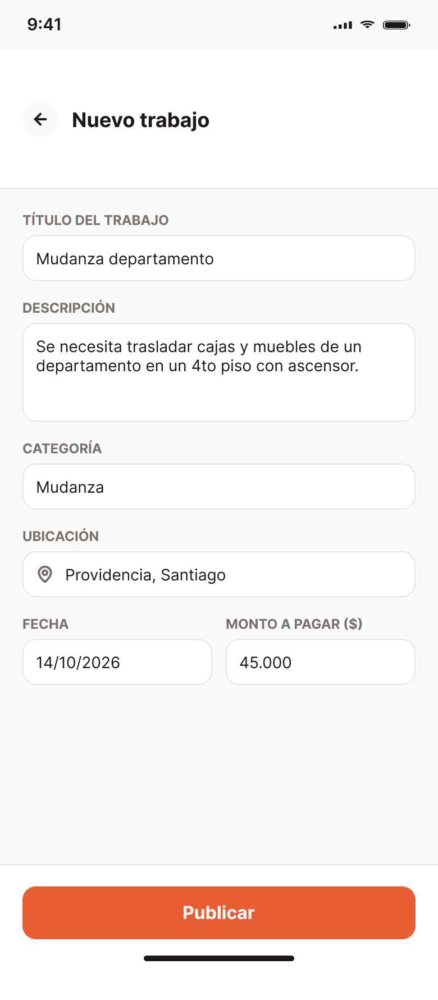 9:41
Nuevo trabajo
TÍTULO DEL TRABAJO
Mudanza departamento
DESCRIPCIÓN
Se necesita trasladar cajas y muebles de un
departamento en un 4to piso con ascensor.
CATEGORÍA
Mudanza
UBICACIÓN
Providencia, Santiago
FECHA
MONTO A PAGAR ($)
14/10/2026
45.000
Publicar